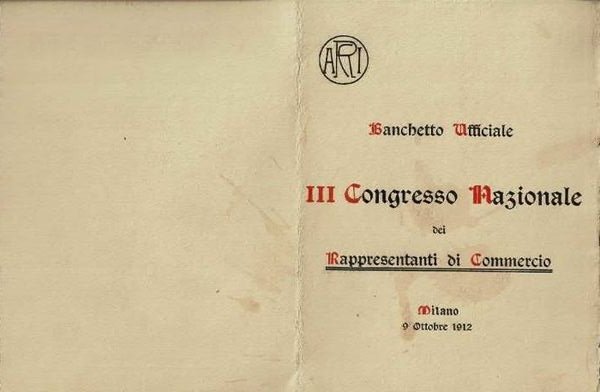 ARI
Banchetto Ufficiale
III Congresso Nazionale
dei
Rappresentanti di Commercio
Milano
9 Ottobre 1912